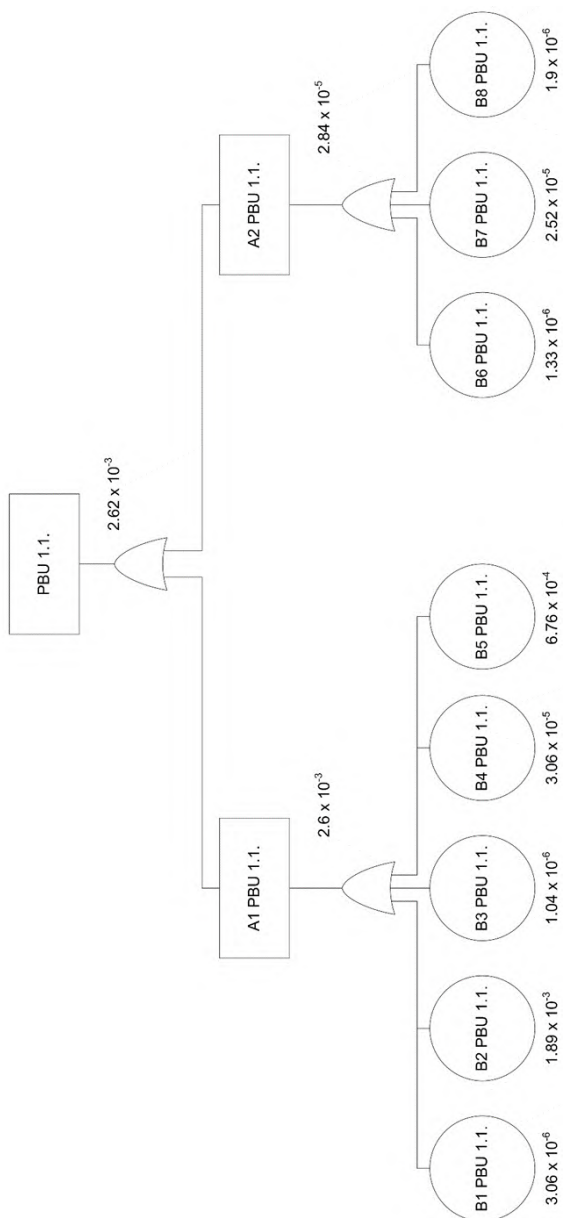 PBU 1.1.
2.62 x 10⁻³
A1 PBU 1.1.
2.6 x 10⁻³
A2 PBU 1.1.
2.84 x 10⁻⁵
B1 PBU 1.1.
3.06 x 10⁻⁶
B2 PBU 1.1.
1.89 x 10⁻³
B3 PBU 1.1.
1.04 x 10⁻⁶
B4 PBU 1.1.
3.06 x 10⁻⁵
B5 PBU 1.1.
6.76 x 10⁻⁴
B6 PBU 1.1.
1.33 x 10⁻⁶
B7 PBU 1.1.
2.52 x 10⁻⁵
B8 PBU 1.1.
1.9 x 10⁻⁶